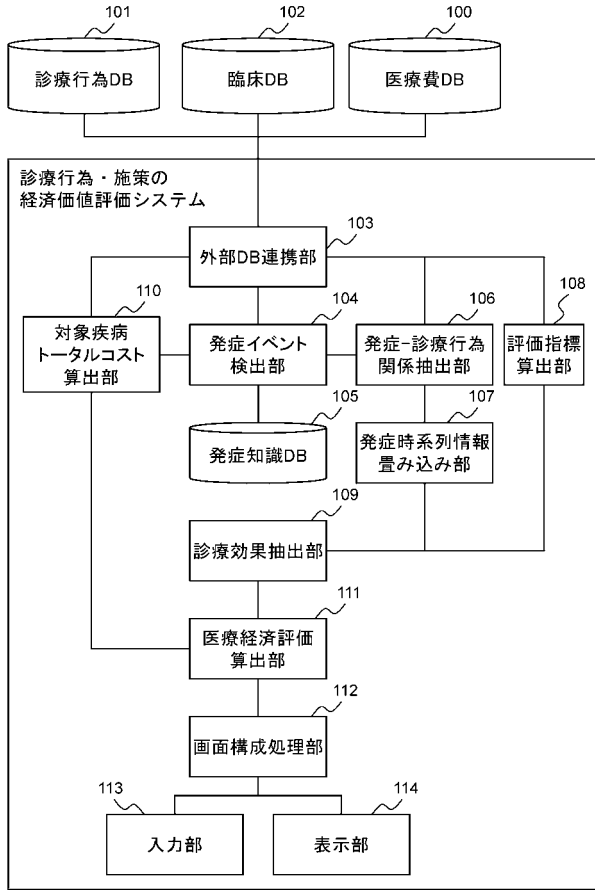 101
102
100
診療行為DB
臨床DB
医療費DB
診療行為・施策の
経済価値評価システム
103
外部DB連携部
110
104
106
108
対象疾病
トータルコスト
算出部
発症イベント
検出部
発症-診療行為
関係抽出部
評価指標
算出部
105
107
発症知識DB
発症時系列情報
畳み込み部
109
診療効果抽出部
111
医療経済評価
算出部
112
画面構成処理部
113
114
入力部
表示部